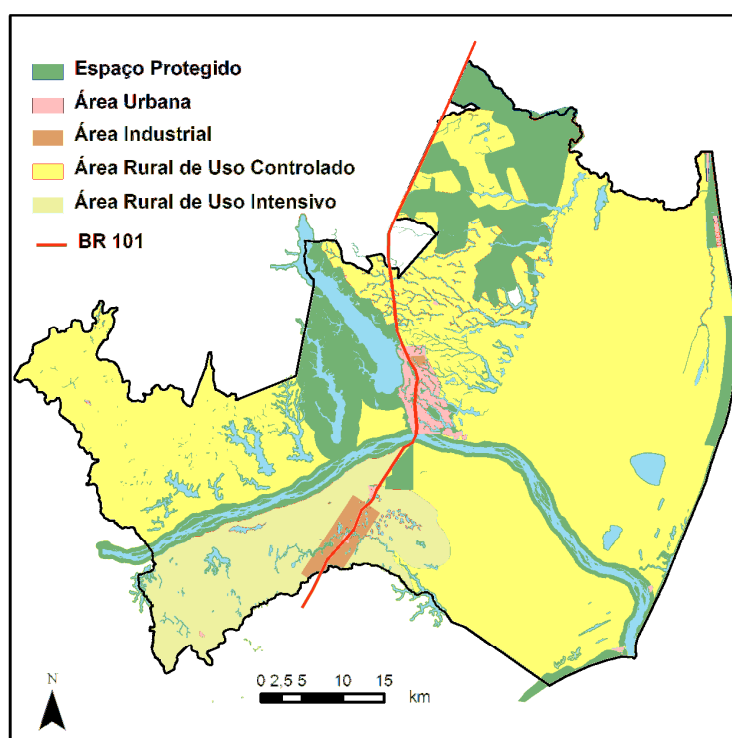 Espaço Protegido
Área Urbana
Área Industrial
Área Rural de Uso Controlado
Área Rural de Uso Intensivo
BR 101
N
0 2,5 5 10 15
km